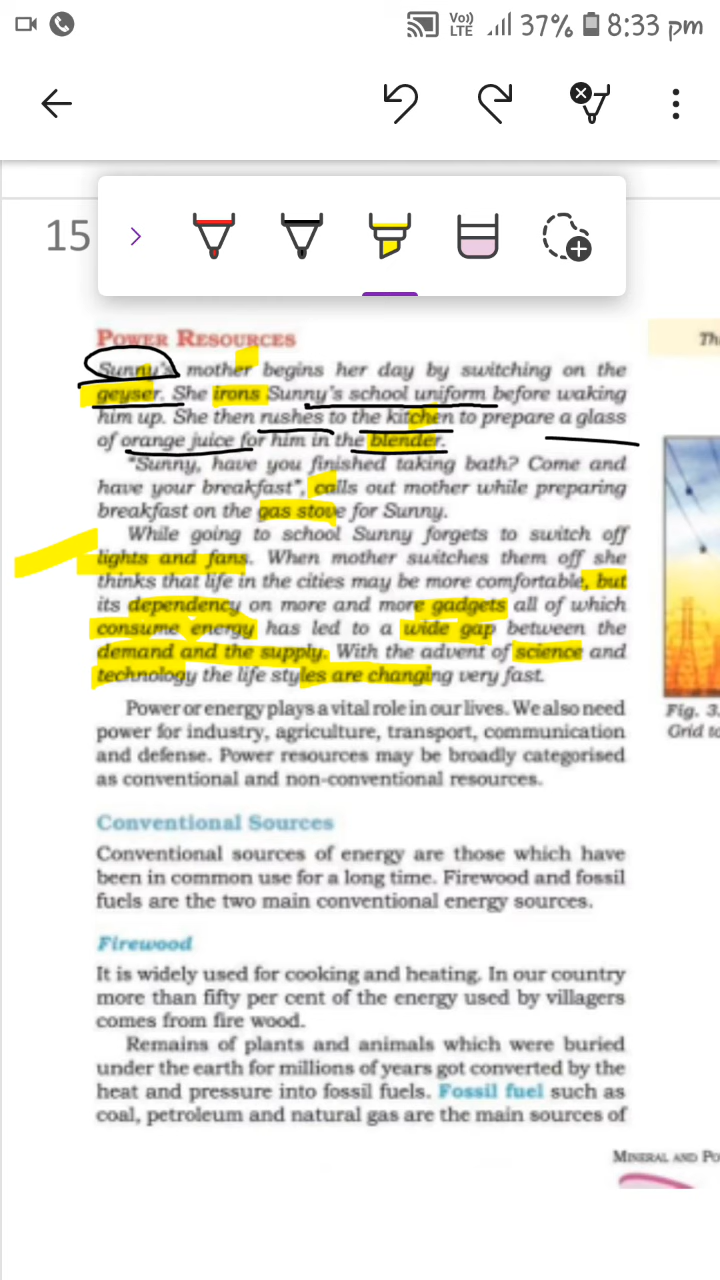 Vo))
LTE
37%
8:33 pm
15
POWER RESOURCES
Th
Sunny's mother begins her day by switching on the
geyser. She irons Sunny's school uniform before waking
him up. She then rushes to the kitchen to prepare a glass
of orange juice for him in the blender.
"Sunny, have you finished taking bath? Come and
have your breakfast", calls out mother while preparing
breakfast on the gas stove for Sunny.
While going to school Sunny forgets to switch off
lights and fans. When mother switches them off she
thinks that life in the cities may be more comfortable, but
its dependency on more and more gadgets all of which
consume energy has led to a wide gap between the
demand and the supply. With the advent of science and
technology the life styles are changing very fast.
Power or energy plays a vital role in our lives. We also need
power for industry, agriculture, transport, communication
and defense. Power resources may be broadly categorised
as conventional and non-conventional resources.
Fig. 3.
Grid to
Conventional Sources
Conventional sources of energy are those which have
been in common use for a long time. Firewood and fossil
fuels are the two main conventional energy sources.
Firewood
It is widely used for cooking and heating. In our country
more than fifty per cent of the energy used by villagers
comes from fire wood.
Remains of plants and animals which were buried
under the earth for millions of years got converted by the
heat and pressure into fossil fuels. Fossil fuel such as
coal, petroleum and natural gas are the main sources of
MINERAL AND PO